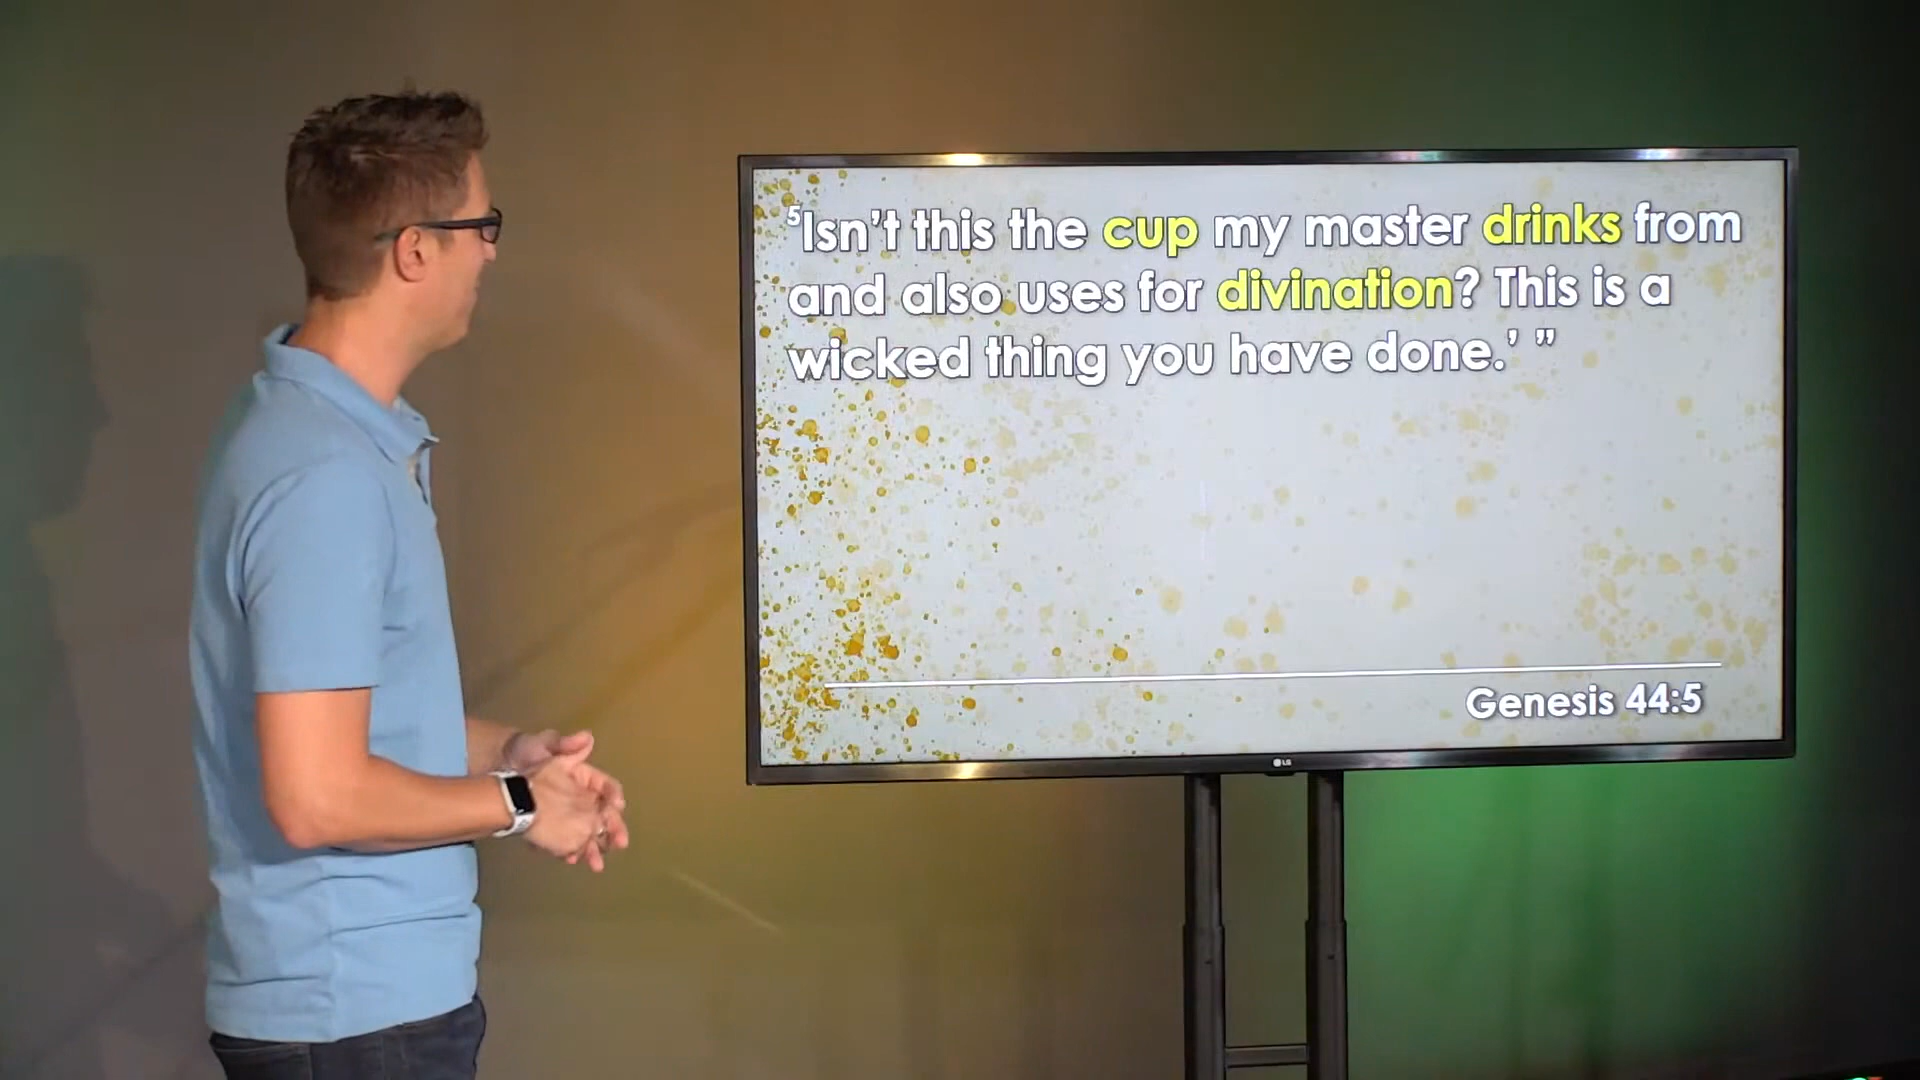 ⁵Isn't this the cup my master drinks from
and also uses for divination? This is a
wicked thing you have done.' ”
Genesis 44:5
LG